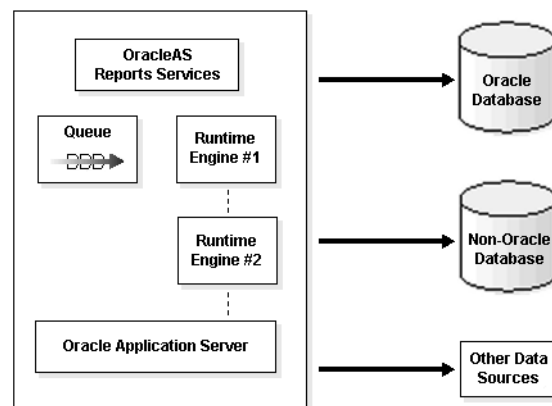 OracleAS
Reports Services
Queue
Runtime
Engine #1
Runtime
Engine #2
Oracle Application Server
Oracle
Database
Non-Oracle
Database
Other Data
Sources